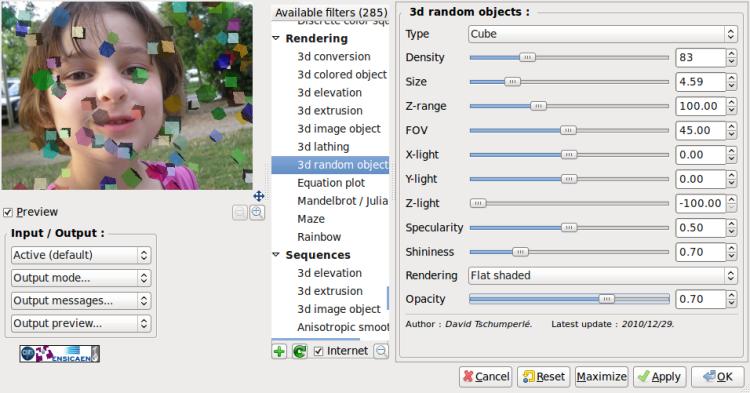 Preview
Input / Output :
Active (default)
Output mode...
Output messages...
Output preview...
ENSICAEN
Available filters (285)
Discrete color squ
Rendering
3d conversion
3d colored object
3d elevation
3d extrusion
3d image object
3d lathing
3d random object
Equation plot
Mandelbrot / Julia
Maze
Rainbow
Sequences
3d elevation
3d extrusion
3d image object
Anisotropic smoot
Internet
3d random objects :
Type Cube
Density 83
Size 4.59
Z-range 100.00
FOV 45.00
X-light 0.00
Y-light 0.00
Z-light -100.00
Specularity 0.50
Shininess 0.70
Rendering Flat shaded
Opacity 0.70
Author : David Tschumperlé. Latest update : 2010/12/29.
Cancel Reset Maximize Apply OK